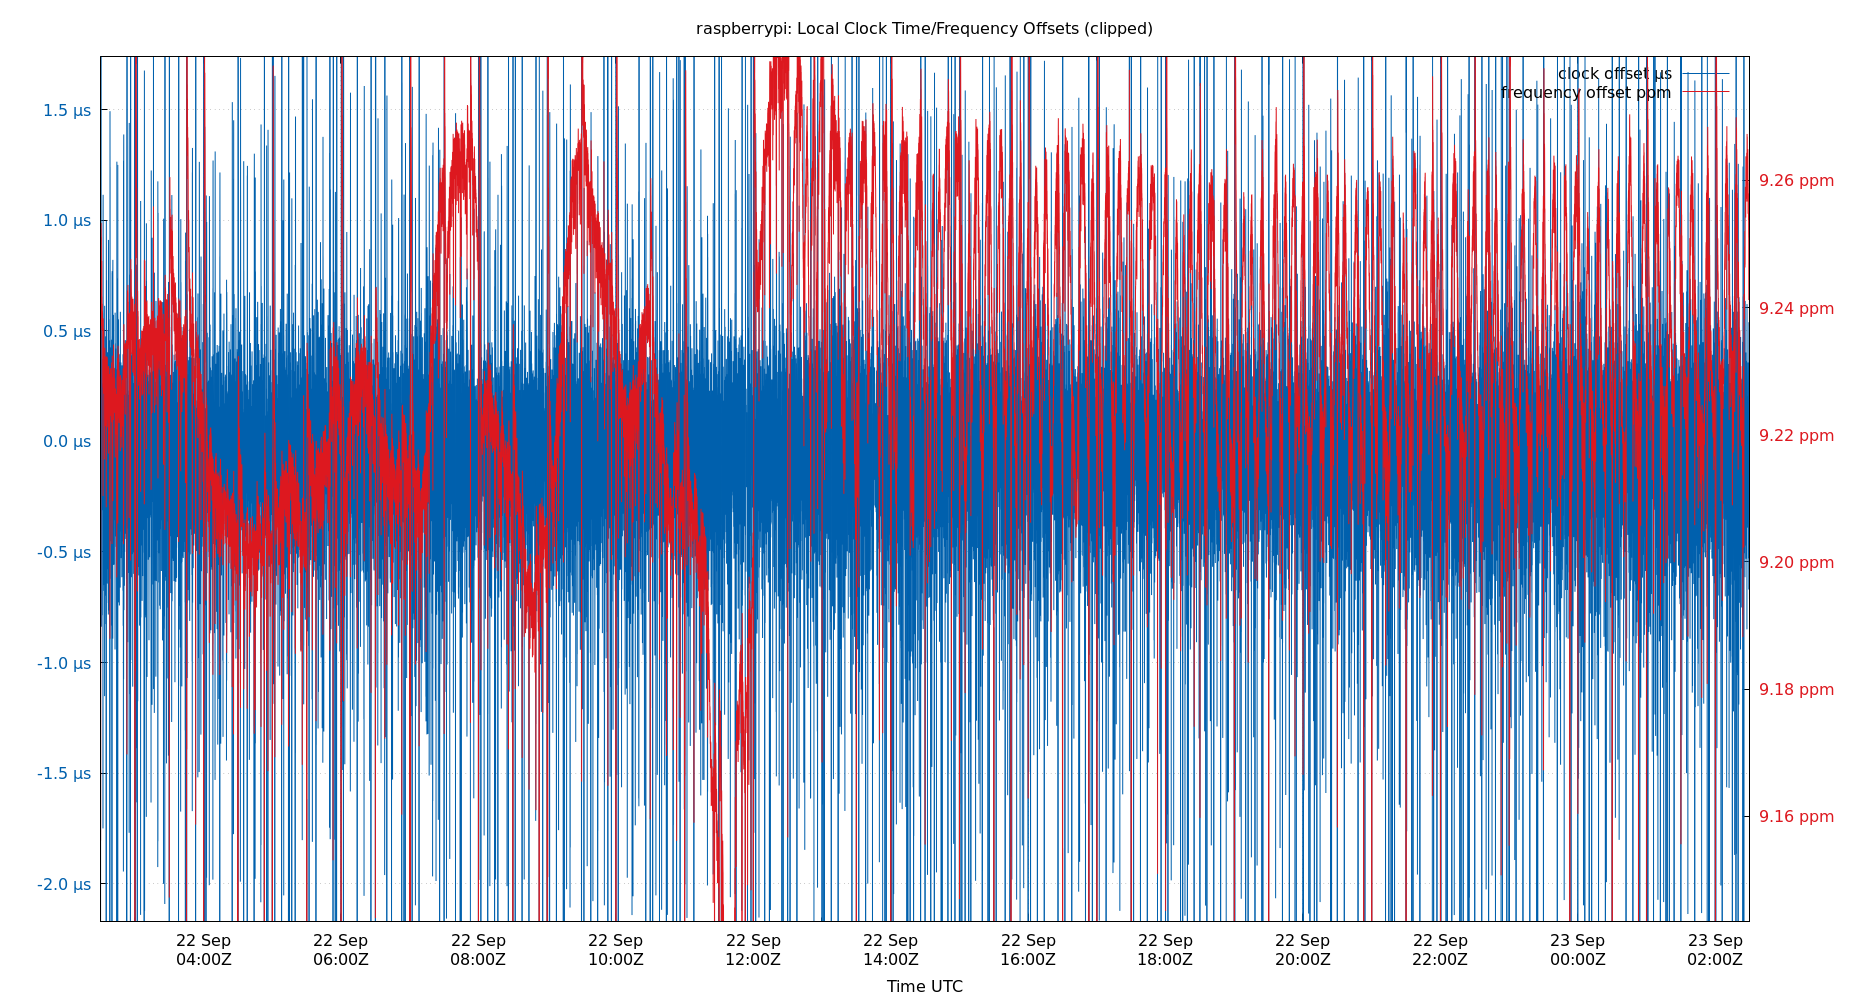 raspberrypi: Local Clock Time/Frequency Offsets (clipped)
clock offset µs
frequency offset ppm
1.5 µs
1.0 µs
0.5 µs
0.0 µs
-0.5 µs
-1.0 µs
-1.5 µs
-2.0 µs
9.26 ppm
9.24 ppm
9.22 ppm
9.20 ppm
9.18 ppm
9.16 ppm
22 Sep 04:00Z
22 Sep 06:00Z
22 Sep 08:00Z
22 Sep 10:00Z
22 Sep 12:00Z
22 Sep 14:00Z
22 Sep 16:00Z
22 Sep 18:00Z
22 Sep 20:00Z
22 Sep 22:00Z
23 Sep 00:00Z
23 Sep 02:00Z
Time UTC